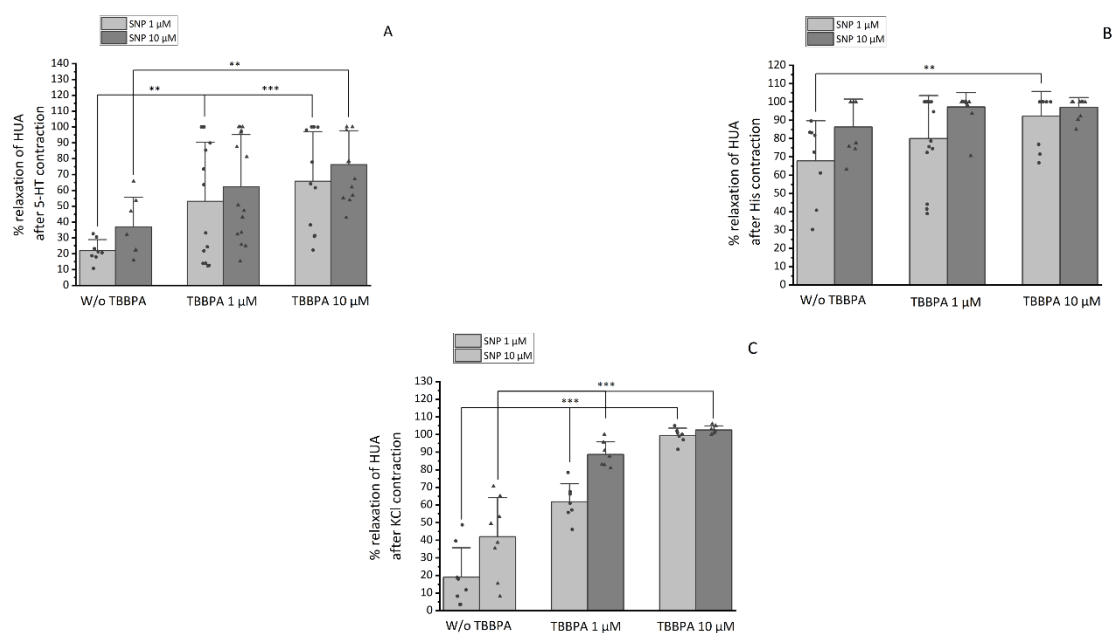 SNP 1 µM
SNP 10 µM
A
% relaxation of HUA
after 5-HT contraction
140
130
120
110
100
90
80
70
60
50
40
30
20
10
0
**
**
***
W/o TBBPA
TBBPA 1 µM
TBBPA 10 µM
SNP 1 µM
SNP 10 µM
B
% relaxation of HUA
after His contraction
120
110
100
90
80
70
60
50
40
30
20
10
0
**
W/o TBBPA
TBBPA 1 µM
TBBPA 10 µM
SNP 1 µM
SNP 10 µM
C
% relaxation of HUA
after KCl contraction
130
120
110
100
90
80
70
60
50
40
30
20
10
0
***
***
W/o TBBPA
TBBPA 1 µM
TBBPA 10 µM